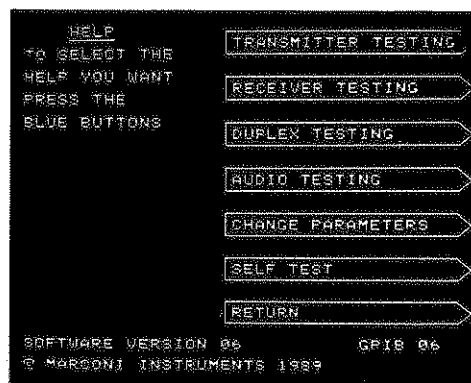 HELP
TO SELECT THE
HELP YOU WANT
PRESS THE
BLUE BUTTONS
TRANSMITTER TESTING
RECEIVER TESTING
DUPLEX TESTING
AUDIO TESTING
CHANGE PARAMETERS
SELF TEST
RETURN
SOFTWARE VERSION 06 GPIB 06
© MARCONI INSTRUMENTS 1989